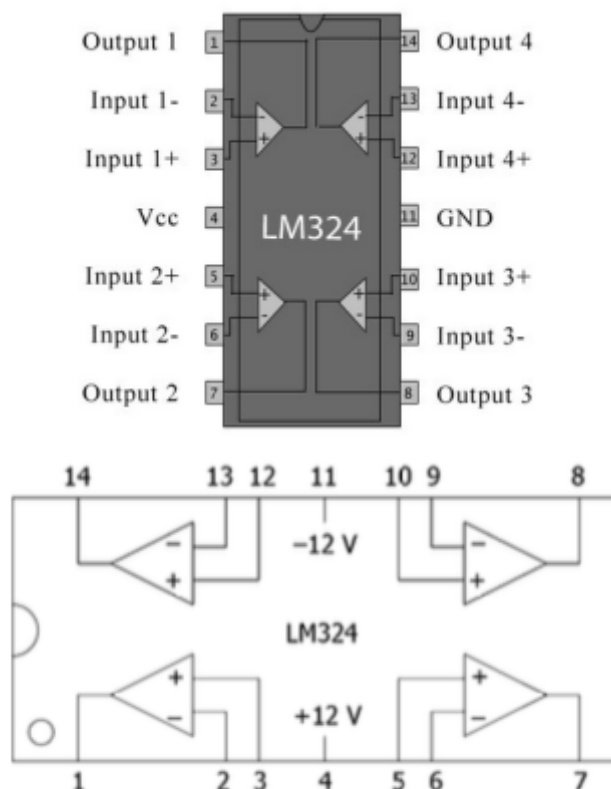 Output 1 1 14 Output 4
Input 1- 2 - - 13 Input 4-
Input 1+ 3 + + 12 Input 4+
Vcc 4 LM324 11 GND
Input 2+ 5 + + 10 Input 3+
Input 2- 6 - - 9 Input 3-
Output 2 7 8 Output 3
14 13 12 11 10 9 8
– –12 V –
+ +
LM324
+ +
– +12 V –
1 2 3 4 5 6 7